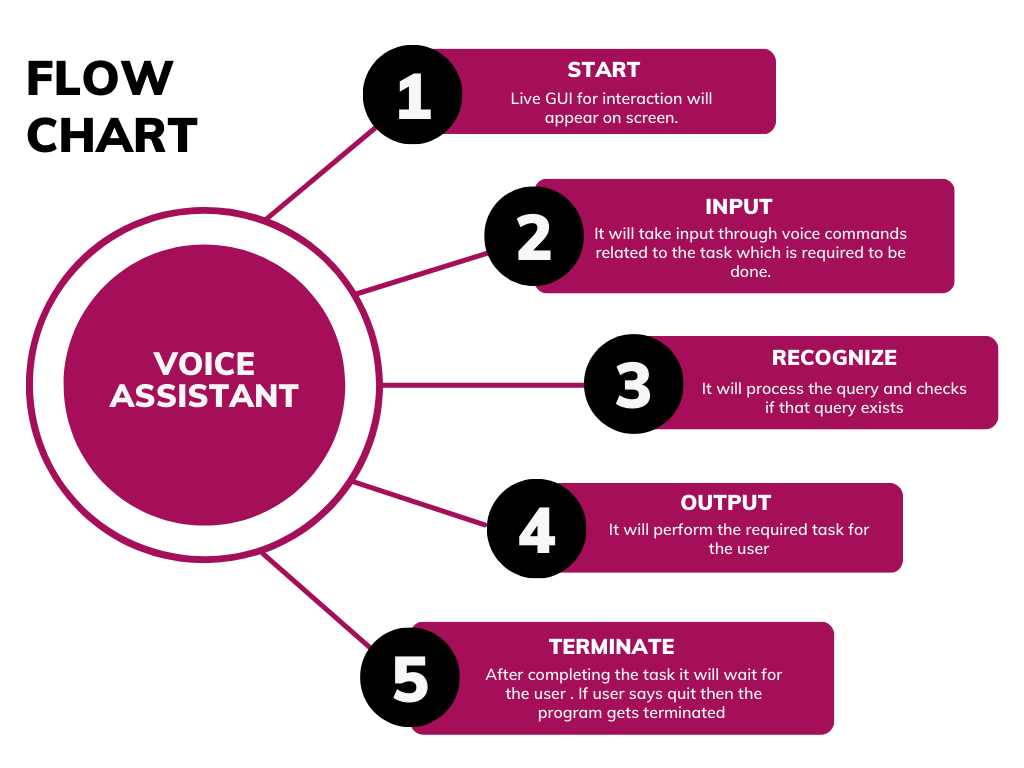 FLOW
CHART
1
START
Live GUI for interaction will
appear on screen.
2
INPUT
It will take input through voice commands
related to the task which is required to be
done.
VOICE
ASSISTANT
3
RECOGNIZE
It will process the query and checks
if that query exists
4
OUTPUT
It will perform the required task for
the user
5
TERMINATE
After completing the task it will wait for
the user . If user says quit then the
program gets terminated